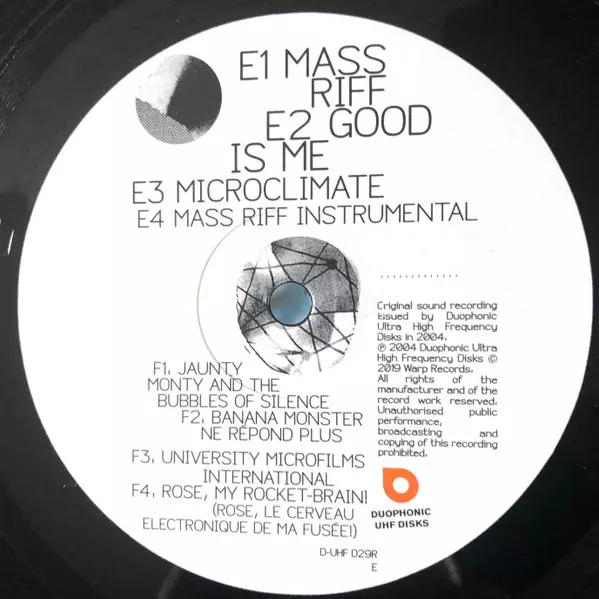 E1 MASS
RIFF
E2 GOOD
IS ME
E3 MICROCLIMATE
E4 MASS RIFF INSTRUMENTAL
.............
Original sound recording
issued by Duophonic
Ultra High Frequency
Disks in 2004.
℗ 2004 Duophonic Ultra
High Frequency Disks ©
2019 Warp Records.
All rights of the
manufacturer and of the
record work reserved.
Unauthorised public
performance,
broadcasting and
copying of this recording
prohibited.
F1. JAUNTY
MONTY AND THE
BUBBLES OF SILENCE
F2. BANANA MONSTER
NE RÉPOND PLUS
F3. UNIVERSITY MICROFILMS
INTERNATIONAL
F4. ROSE, MY ROCKET-BRAIN!
(ROSE, LE CERVEAU
ELECTRONIQUE DE MA FUSÉE!)
DUOPHONIC
UHF DISKS
D-UHF D29R
E